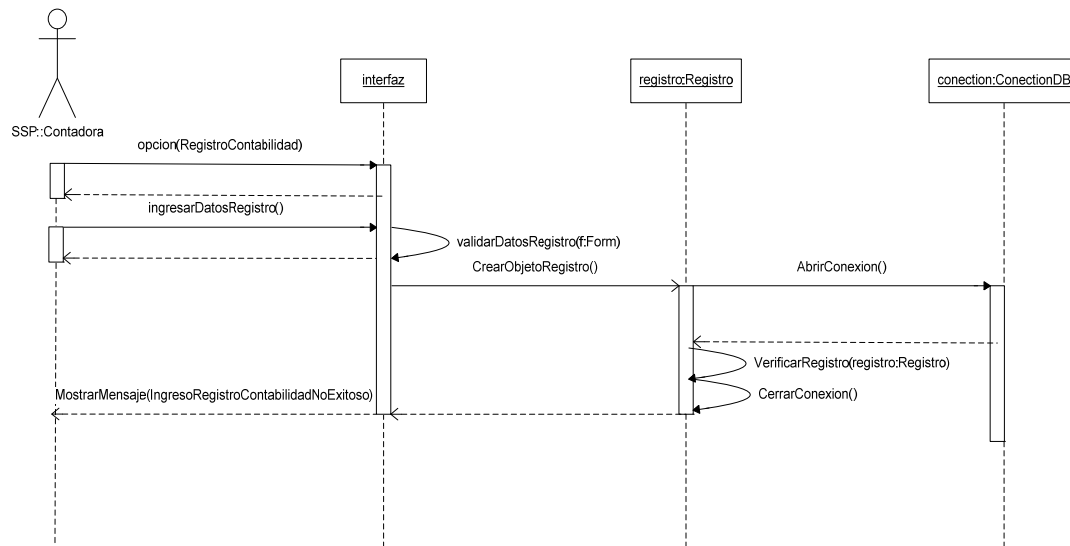 interfaz
registro:Registro
conection:ConectionDB
SSP::Contadora
opcion(RegistroContabilidad)
ingresarDatosRegistro()
validarDatosRegistro(f:Form)
CrearObjetoRegistro()
AbrirConexion()
VerificarRegistro(registro:Registro)
MostrarMensaje(IngresoRegistroContabilidadNoExitoso)
CerrarConexion()